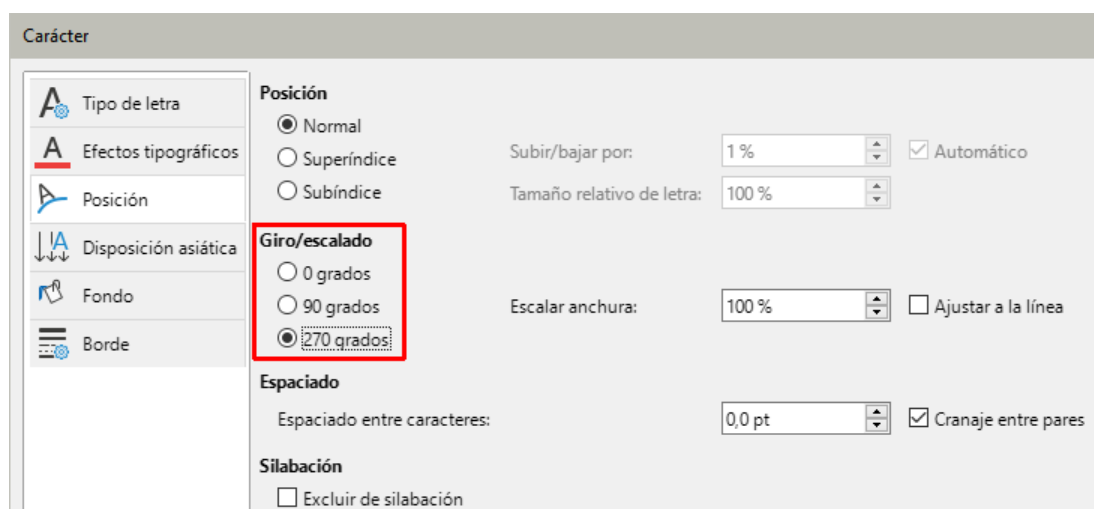 Carácter
Tipo de letra
Efectos tipográficos
Posición
Disposición asiática
Fondo
Borde
Posición
Normal
Superíndice
Subíndice
Subir/bajar por: 1 % Automático
Tamaño relativo de letra: 100 %
Giro/escalado
0 grados
90 grados
270 grados
Escalar anchura: 100 % Ajustar a la línea
Espaciado
Espaciado entre caracteres: 0,0 pt Cranaje entre pares
Silabación
Excluir de silabación